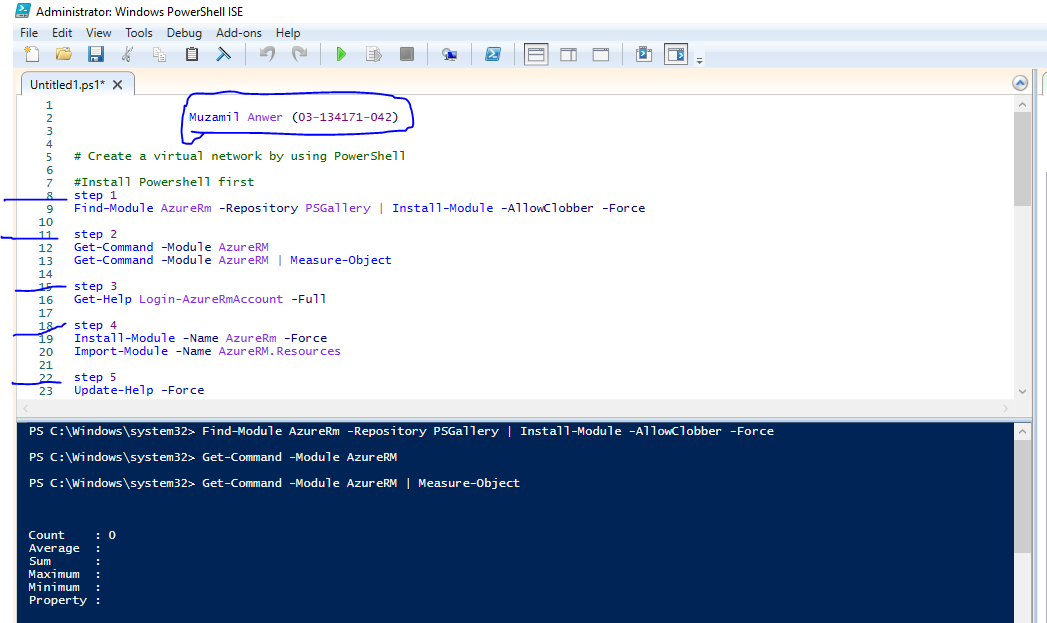 Administrator: Windows PowerShell ISE
File Edit View Tools Debug Add-ons Help
Untitled1.ps1* X
1
2 Muzamil Anwer (03-134171-042)
3
4
5 # Create a virtual network by using PowerShell
6
7 #Install Powershell first
8 step 1
9 Find-Module AzureRm -Repository PSGallery | Install-Module -AllowClobber -Force
10
11 step 2
12 Get-Command -Module AzureRM
13 Get-Command -Module AzureRM | Measure-Object
14
15 step 3
16 Get-Help Login-AzureRmAccount -Full
17
18 step 4
19 Install-Module -Name AzureRm -Force
20 Import-Module -Name AzureRM.Resources
21
22 step 5
23 Update-Help -Force
PS C:\Windows\system32> Find-Module AzureRm -Repository PSGallery | Install-Module -AllowClobber -Force
PS C:\Windows\system32> Get-Command -Module AzureRM
PS C:\Windows\system32> Get-Command -Module AzureRM | Measure-Object
Count : 0
Average :
Sum :
Maximum :
Minimum :
Property :